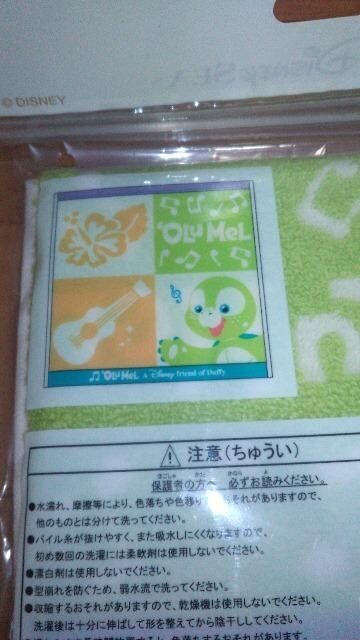 © DISNEY
'OLU MEL
'OLU MEL A Disney friend of Duffy
注意(ちゅうい)
保護者の方へ 必ずお読みください。
●水濡れ、摩擦等により、色落ちや色移りするおそれがありますので、
他のものとは分けて洗ってください。
●パイル糸が抜けやすく、また吸水しにくくなりますので、
初め数回の洗濯には柔軟剤は使用しないでください。
●漂白剤は使用しないでください。
●型崩れを防ぐため、弱水流で洗ってください。
●収縮するおそれがありますので、乾燥機は使用しないでください。
洗濯後は十分に伸ばして形を整えてから陰干してください。